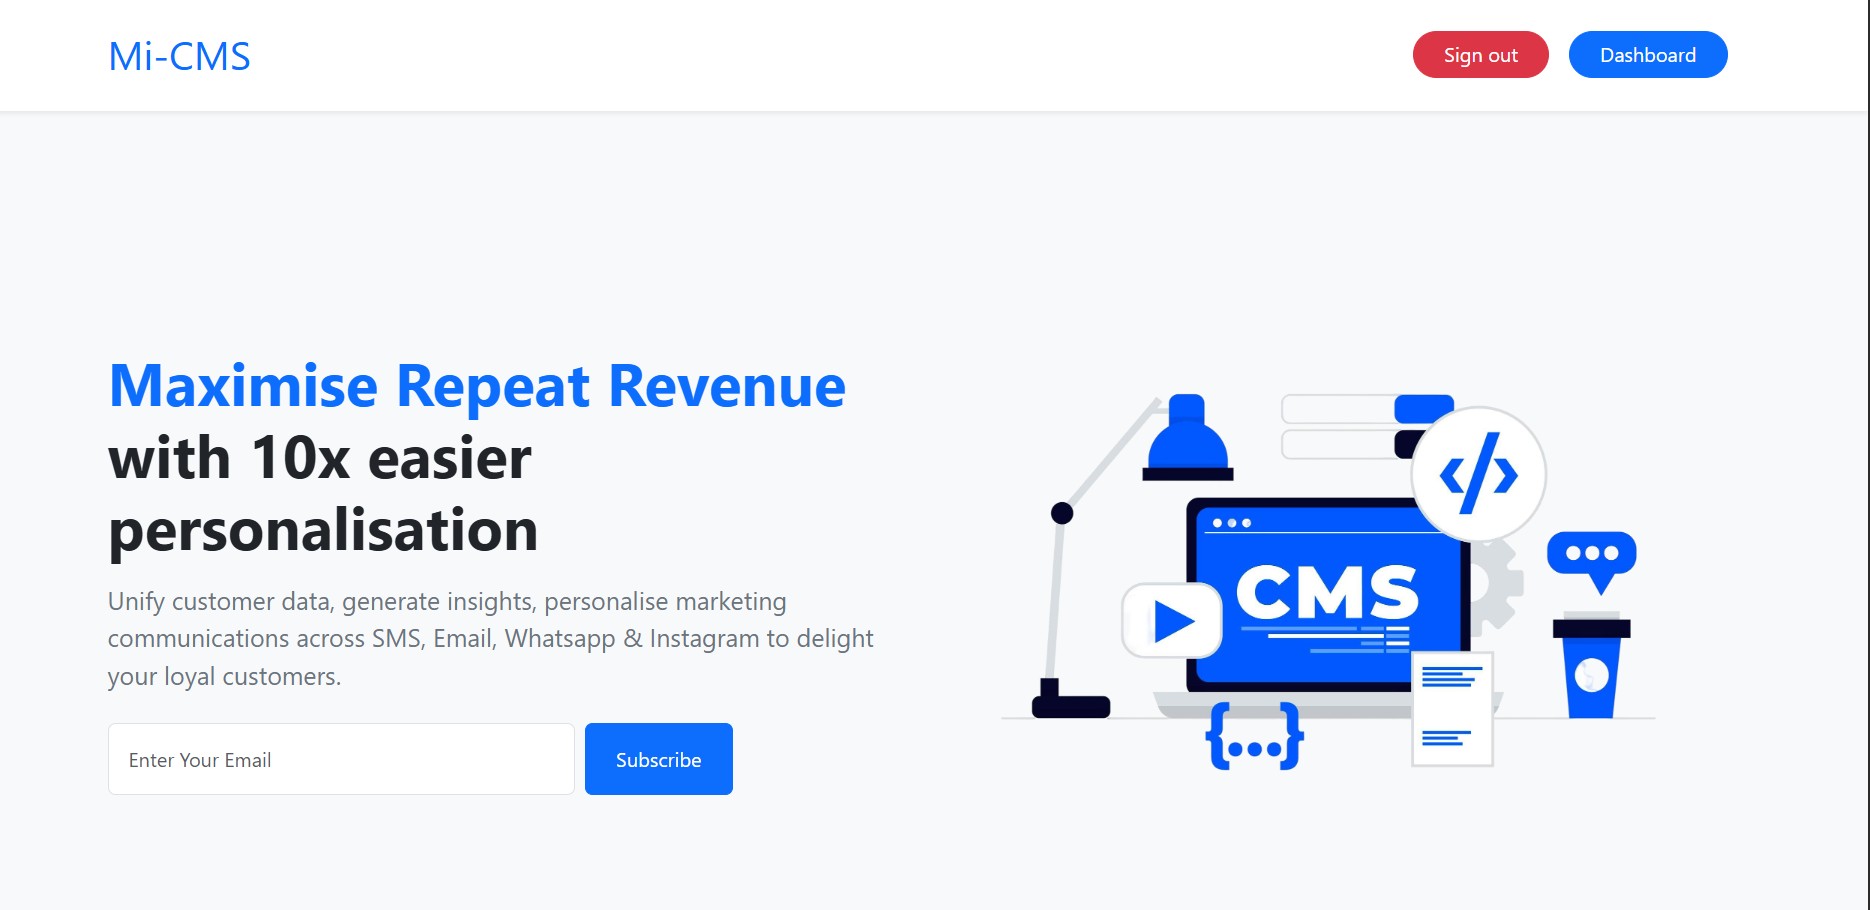 Mi-CMS
Sign out
Dashboard
Maximise Repeat Revenue
with 10x easier
personalisation
Unify customer data, generate insights, personalise marketing
communications across SMS, Email, Whatsapp & Instagram to delight
your loyal customers.
Enter Your Email
Subscribe
CMS